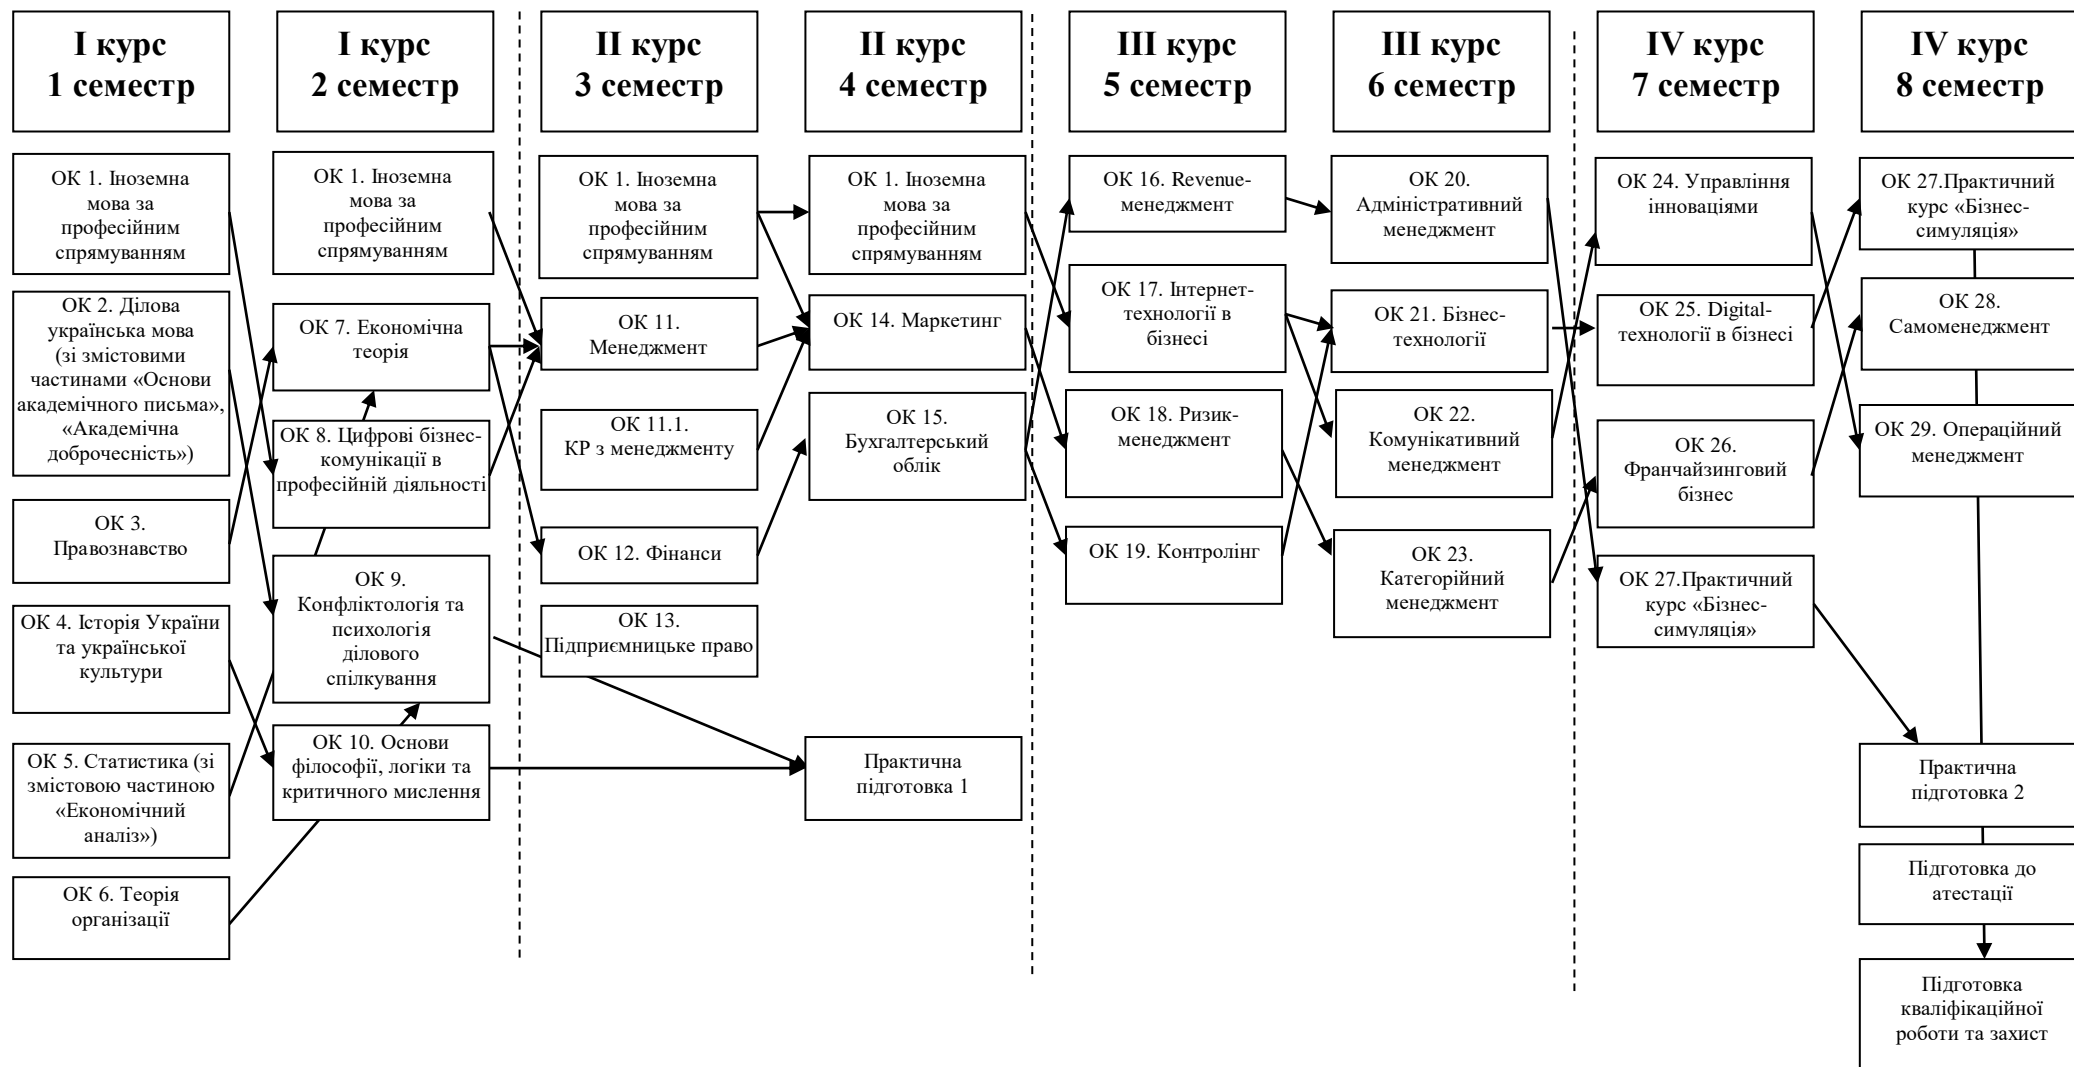 І курс
1 семестр
І курс
2 семестр
ІІ курс
3 семестр
ІІ курс
4 семестр
ІІІ курс
5 семестр
ІІІ курс
6 семестр
IV курс
7 семестр
IV курс
8 семестр
ОК 1. Іноземна
мова за
професійним
спрямуванням
ОК 2. Ділова
українська мова
(зі змістовими
частинами «Основи
академічного письма»,
«Академічна
доброчесність»)
ОК 3.
Правознавство
ОК 4. Історія України
та української
культури
ОК 5. Статистика (зі
змістовою частиною
«Економічний
аналіз»)
ОК 6. Теорія
організації
ОК 1. Іноземна
мова за
професійним
спрямуванням
ОК 7. Економічна
теорія
ОК 8. Цифрові бізнес-
комунікації в
професійній діяльності
ОК 9.
Конфліктологія та
психологія
ділового
спілкування
ОК 10. Основи
філософії, логіки та
критичного мислення
ОК 1. Іноземна
мова за
професійним
спрямуванням
ОК 11.
Менеджмент
ОК 11.1.
КР з менеджменту
ОК 12. Фінанси
ОК 13.
Підприємницьке право
ОК 1. Іноземна
мова за
професійним
спрямуванням
ОК 14. Маркетинг
ОК 15.
Бухгалтерський
облік
Практична
підготовка 1
ОК 16. Revenue-
менеджмент
ОК 17. Інтернет-
технології в
бізнесі
ОК 18. Ризик-
менеджмент
ОК 19. Контролінг
ОК 20.
Адміністративний
менеджмент
ОК 21. Бізнес-
технології
ОК 22.
Комунікативний
менеджмент
ОК 23.
Категорійний
менеджмент
ОК 24. Управління
інноваціями
ОК 25. Digital-
технології в бізнесі
ОК 26.
Франчайзинговий
бізнес
ОК 27.Практичний
курс «Бізнес-
симуляція»
ОК 27.Практичний
курс «Бізнес-
симуляція»
ОК 28.
Самоменеджмент
ОК 29. Операційний
менеджмент
Практична
підготовка 2
Підготовка до
атестації
Підготовка
кваліфікаційної
роботи та захист